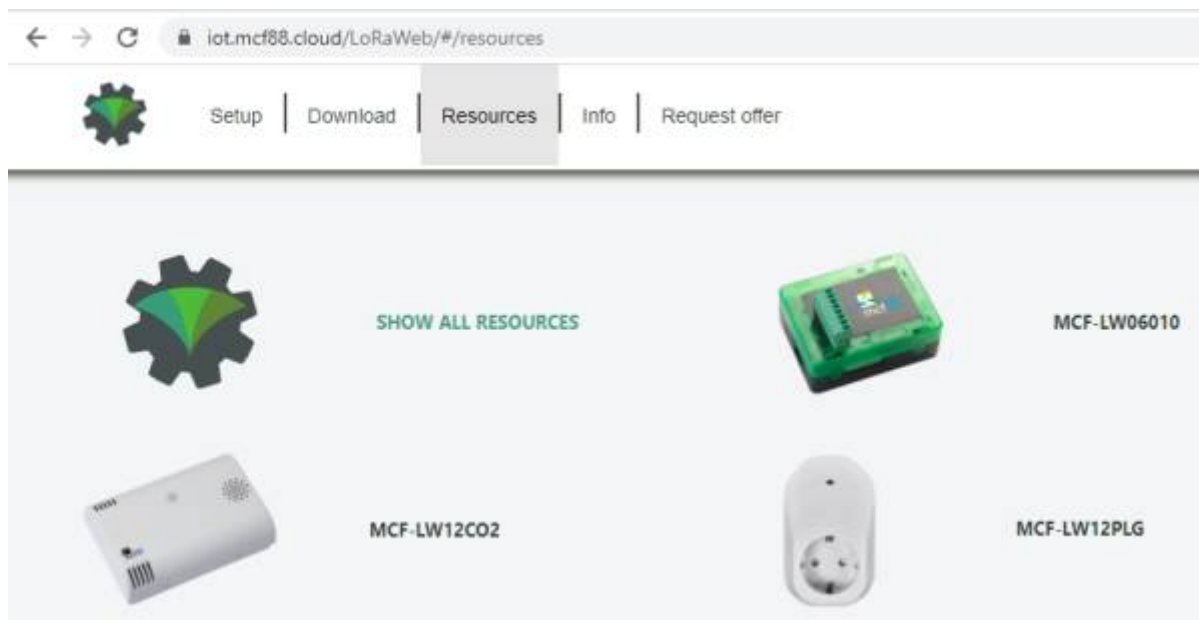 iot.mcf88.cloud/LoRaWeb/#/resources
Setup Download Resources Info Request offer
SHOW ALL RESOURCES
MCF-LW06010
MCF-LW12CO2
MCF-LW12PLG